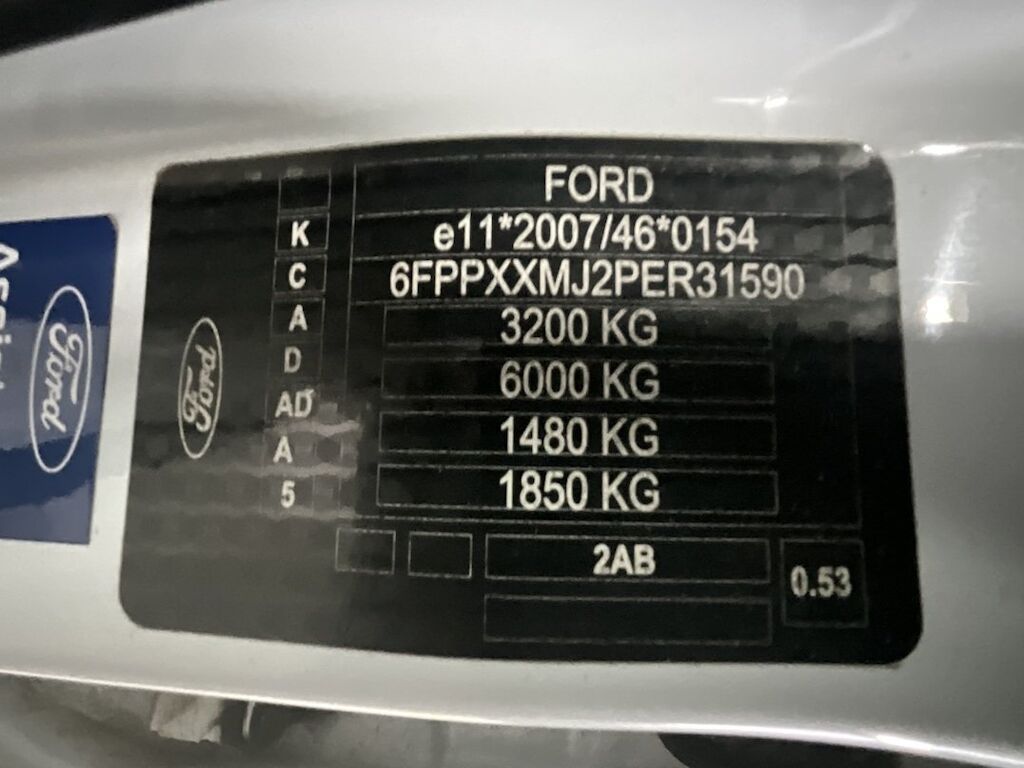 FORD
K e11*2007/46*0154
C 6FPPXXMJ2PER31590
A 3200 KG
D 6000 KG
AD 1480 KG
A 1850 KG
5
2AB
0.53
Ford
Ford